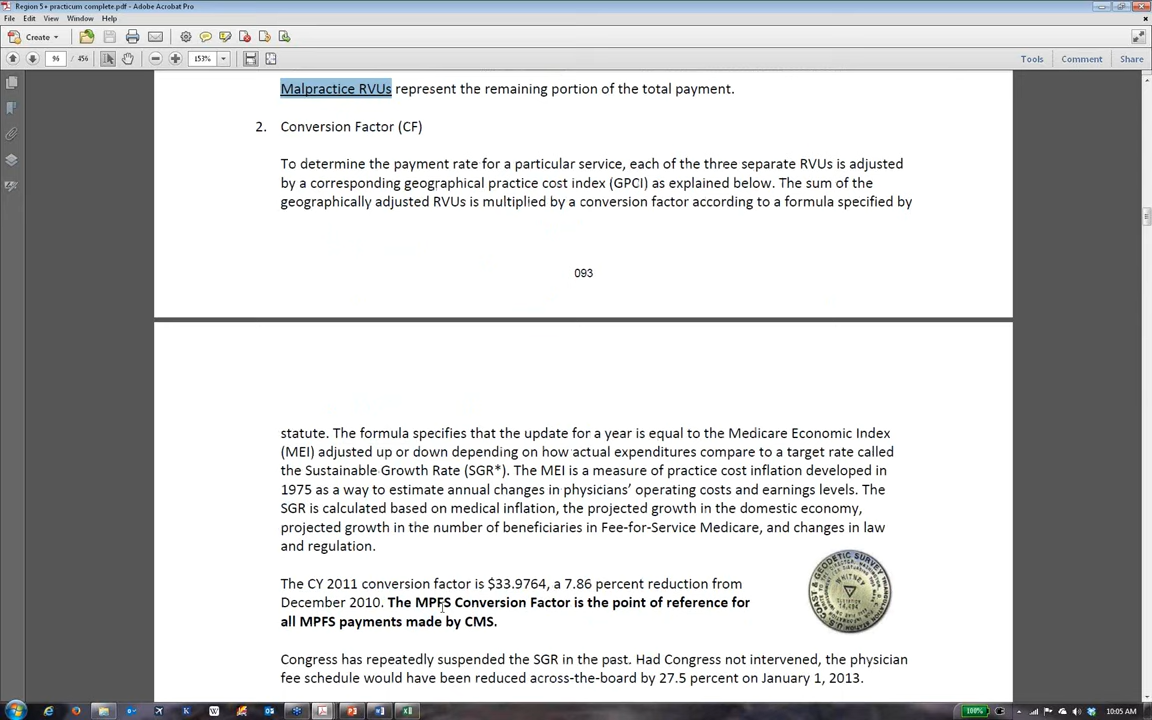 Region 5+ practicum complete.pdf - Adobe Acrobat Pro
File Edit View Window Help
Create
96 / 456
153%
Tools Comment Share
Malpractice RVUs represent the remaining portion of the total payment.
2. Conversion Factor (CF)
To determine the payment rate for a particular service, each of the three separate RVUs is adjusted
by a corresponding geographical practice cost index (GPCI) as explained below. The sum of the
geographically adjusted RVUs is multiplied by a conversion factor according to a formula specified by
093
statute. The formula specifies that the update for a year is equal to the Medicare Economic Index
(MEI) adjusted up or down depending on how actual expenditures compare to a target rate called
the Sustainable Growth Rate (SGR*). The MEI is a measure of practice cost inflation developed in
1975 as a way to estimate annual changes in physicians’ operating costs and earnings levels. The
SGR is calculated based on medical inflation, the projected growth in the domestic economy,
projected growth in the number of beneficiaries in Fee-for-Service Medicare, and changes in law
and regulation.
The CY 2011 conversion factor is $33.9764, a 7.86 percent reduction from
December 2010. The MPFS Conversion Factor is the point of reference for
all MPFS payments made by CMS.
COAST & GEODETIC SURVEY
WHITNEY
Congress has repeatedly suspended the SGR in the past. Had Congress not intervened, the physician
fee schedule would have been reduced across-the-board by 27.5 percent on January 1, 2013.
100%
10:05 AM